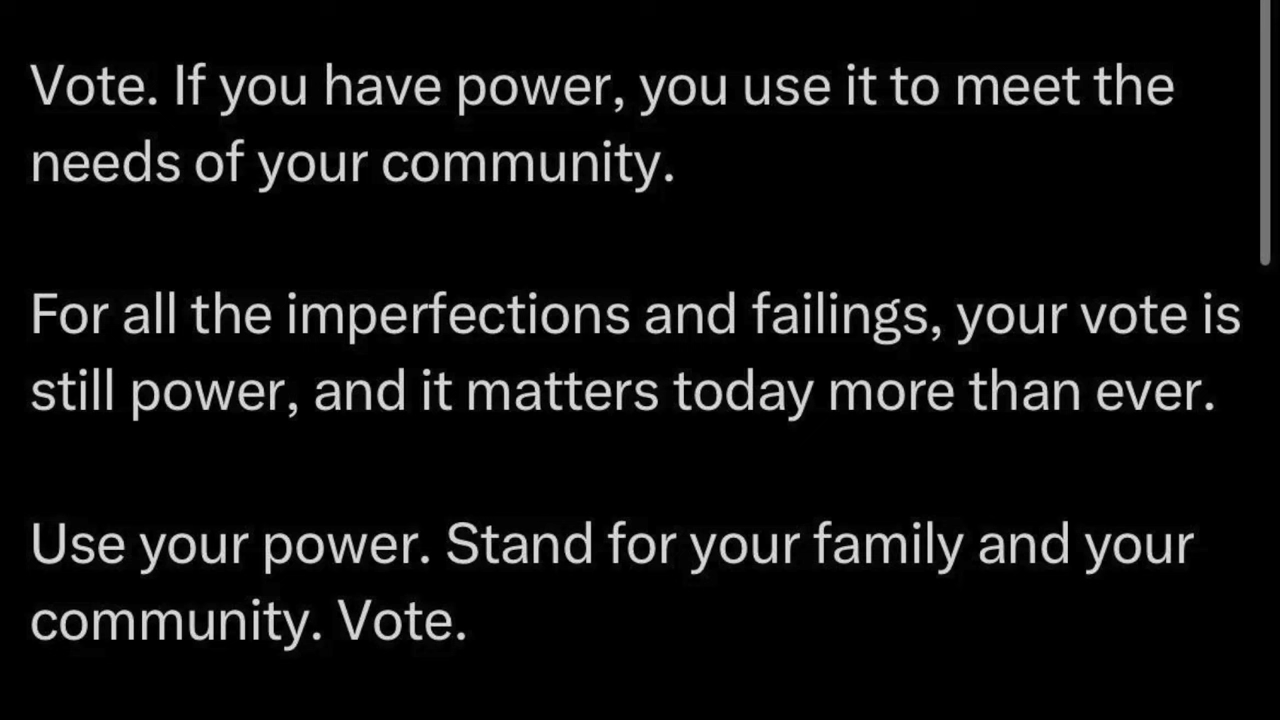 Vote. If you have power, you use it to meet the
needs of your community.
For all the imperfections and failings, your vote is
still power, and it matters today more than ever.
Use your power. Stand for your family and your
community. Vote.